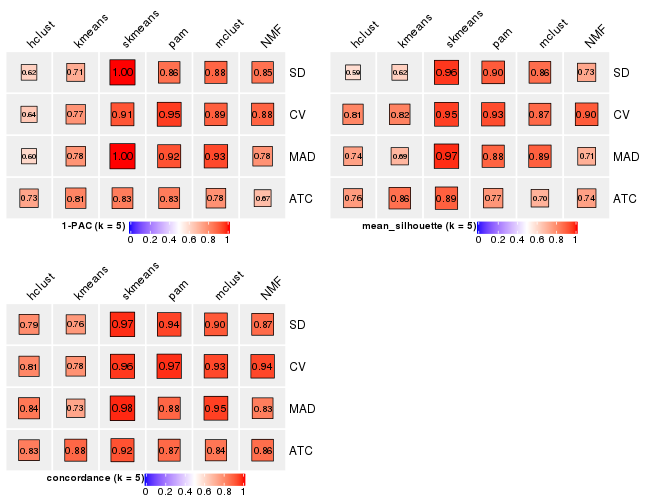 hclust kmeans skmeans pam mclust NMF
0.62 0.71 1.00 0.86 0.88 0.85 SD
0.64 0.77 0.91 0.95 0.89 0.88 CV
0.60 0.78 1.00 0.92 0.93 0.78 MAD
0.73 0.81 0.83 0.83 0.78 0.67 ATC
1-PAC (k = 5)
0 0.2 0.4 0.6 0.8 1
hclust kmeans skmeans pam mclust NMF
0.59 0.62 0.96 0.90 0.86 0.73 SD
0.81 0.82 0.95 0.93 0.87 0.90 CV
0.74 0.69 0.97 0.88 0.89 0.71 MAD
0.76 0.86 0.89 0.77 0.70 0.74 ATC
mean_silhouette (k = 5)
0 0.2 0.4 0.6 0.8 1
hclust kmeans skmeans pam mclust NMF
0.79 0.76 0.97 0.94 0.90 0.87 SD
0.81 0.78 0.96 0.97 0.93 0.94 CV
0.84 0.73 0.98 0.88 0.95 0.83 MAD
0.83 0.88 0.92 0.87 0.84 0.86 ATC
concordance (k = 5)
0 0.2 0.4 0.6 0.8 1